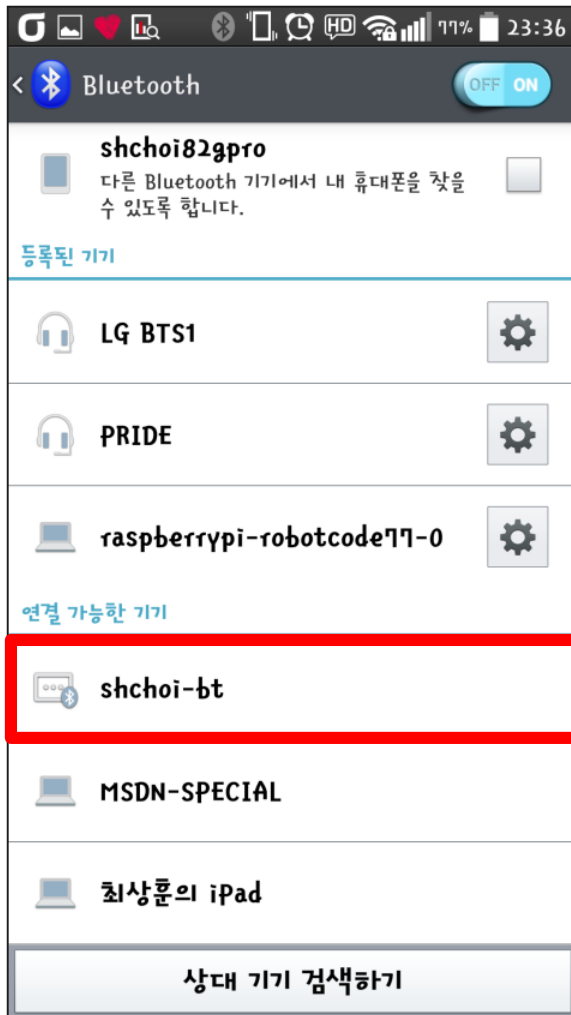 77% 23:36
Bluetooth
OFF ON
shchoi82gpro
다른 Bluetooth 기기에서 내 휴대폰을 찾을
수 있도록 합니다.
등록된 기기
LG BTS1
PRIDE
raspberrypi-robotcode77-0
연결 가능한 기기
shchoi-bt
MSDN-SPECIAL
최상훈의 iPad
상대 기기 검색하기